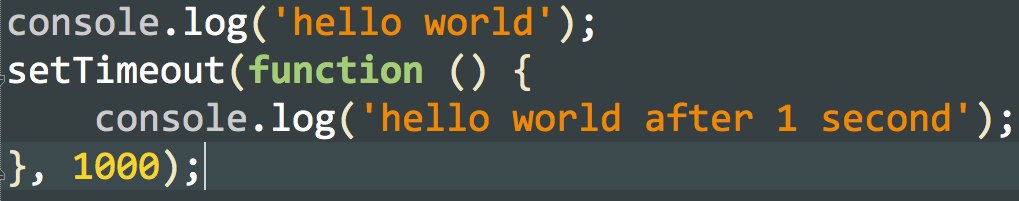 console.log('hello world');
setTimeout(function () {
    console.log('hello world after 1 second');
}, 1000);